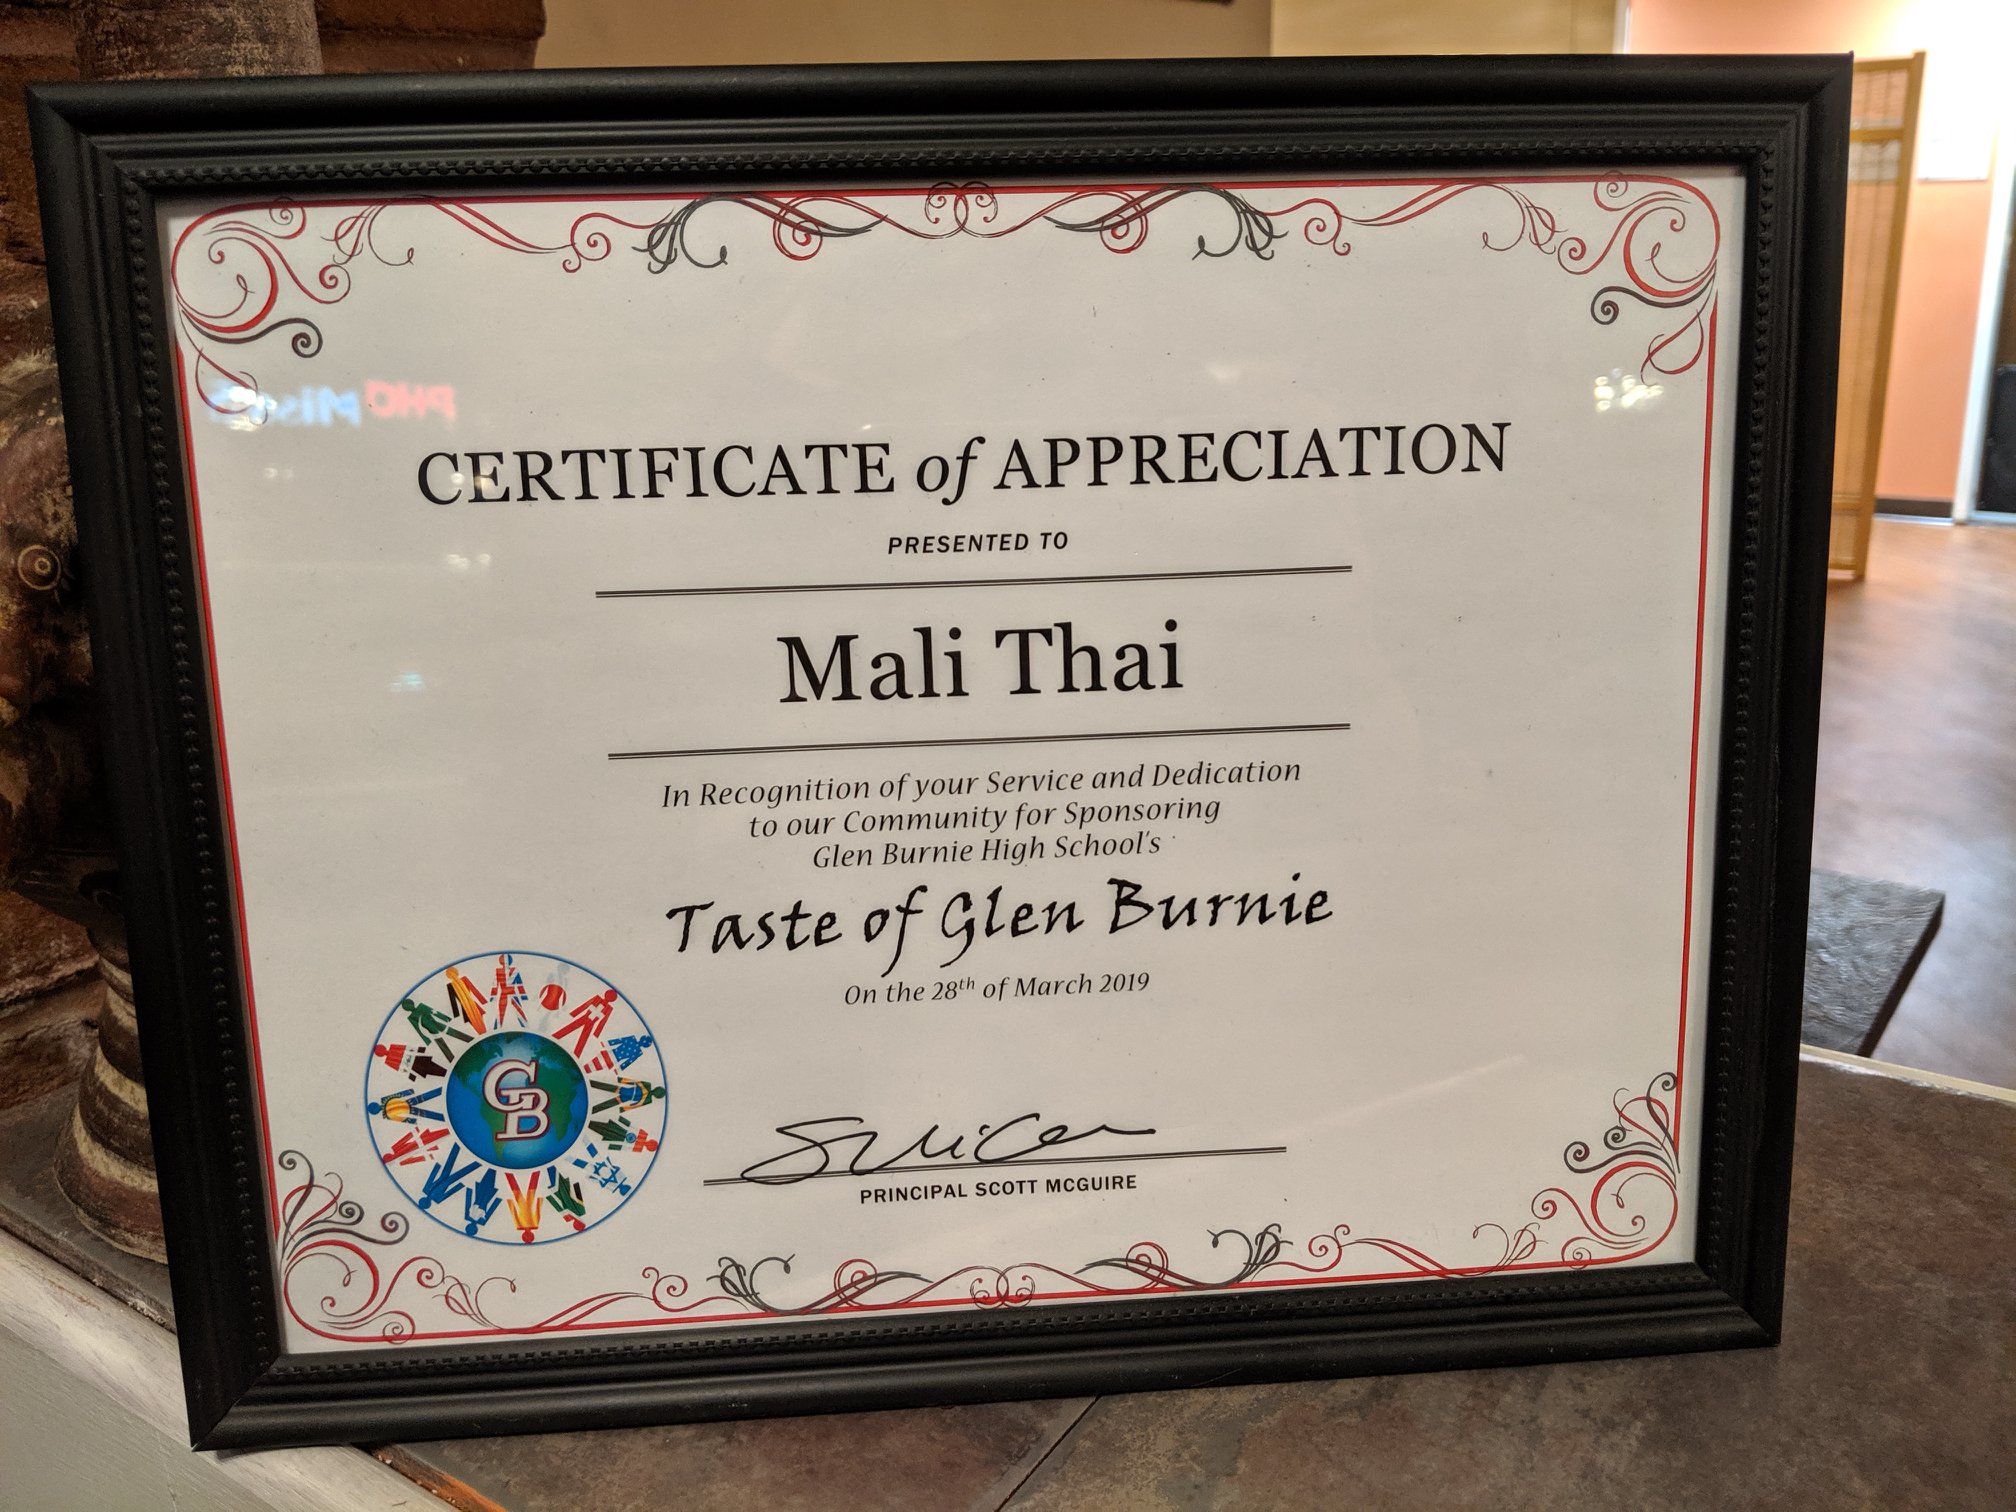 CERTIFICATE of APPRECIATION
PRESENTED TO
Mali Thai
In Recognition of your Service and Dedication
to our Community for Sponsoring
Glen Burnie High School's
Taste of Glen Burnie
On the 28th of March 2019
GB
PRINCIPAL SCOTT MCGUIRE